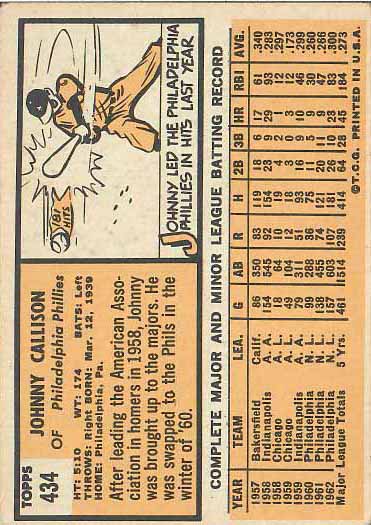 TOPPS
434
JOHNNY CALLISON
OF Philadelphia Phillies
HT: 5:10 WT: 174 BATS: Left
THROWS: Right BORN: Mar. 12, 1939
HOME: Philadelphia, Pa.
After leading the American Asso-
ciation in homers in 1958, Johnny
was brought up to the majors. He
was swapped to the Phils in the
winter of '60.
181
HITS
JOHNNY LED THE PHILADELPHIA
PHILLIES IN HITS LAST YEAR
COMPLETE MAJOR AND MINOR LEAGUE BATTING RECORD
YEAR TEAM LEA. G AB R H 2B 3B HR RBI AVG.
1957 Bakersfield Calif. 86 350 83 119 18 6 17 61 .340
1958 Indianapolis A.A. 154 545 92 154 28 9 29 93 .283
1958 Chicago A. L. 18 64 10 19 4 2 1 12 .297
1959 Chicago A. L. 49 104 12 18 3 0 3 12 .173
1959 Indianapolis A.A. 79 311 93 10 46 .299
1960 Philadelphia N. L. 99 288 36 75 11 5 9 30 .260
1961 Philadelphia N. L. 138 455 74 121 20 11 9 47 .266
1962 Philadelphia N. L. 157 603 107 181 26 10 23 83 .300
Major League Totals 5 Yrs. 461 1514 239 414 64 28 45 184 .273
©T.C.G. PRINTED IN U.S.A.